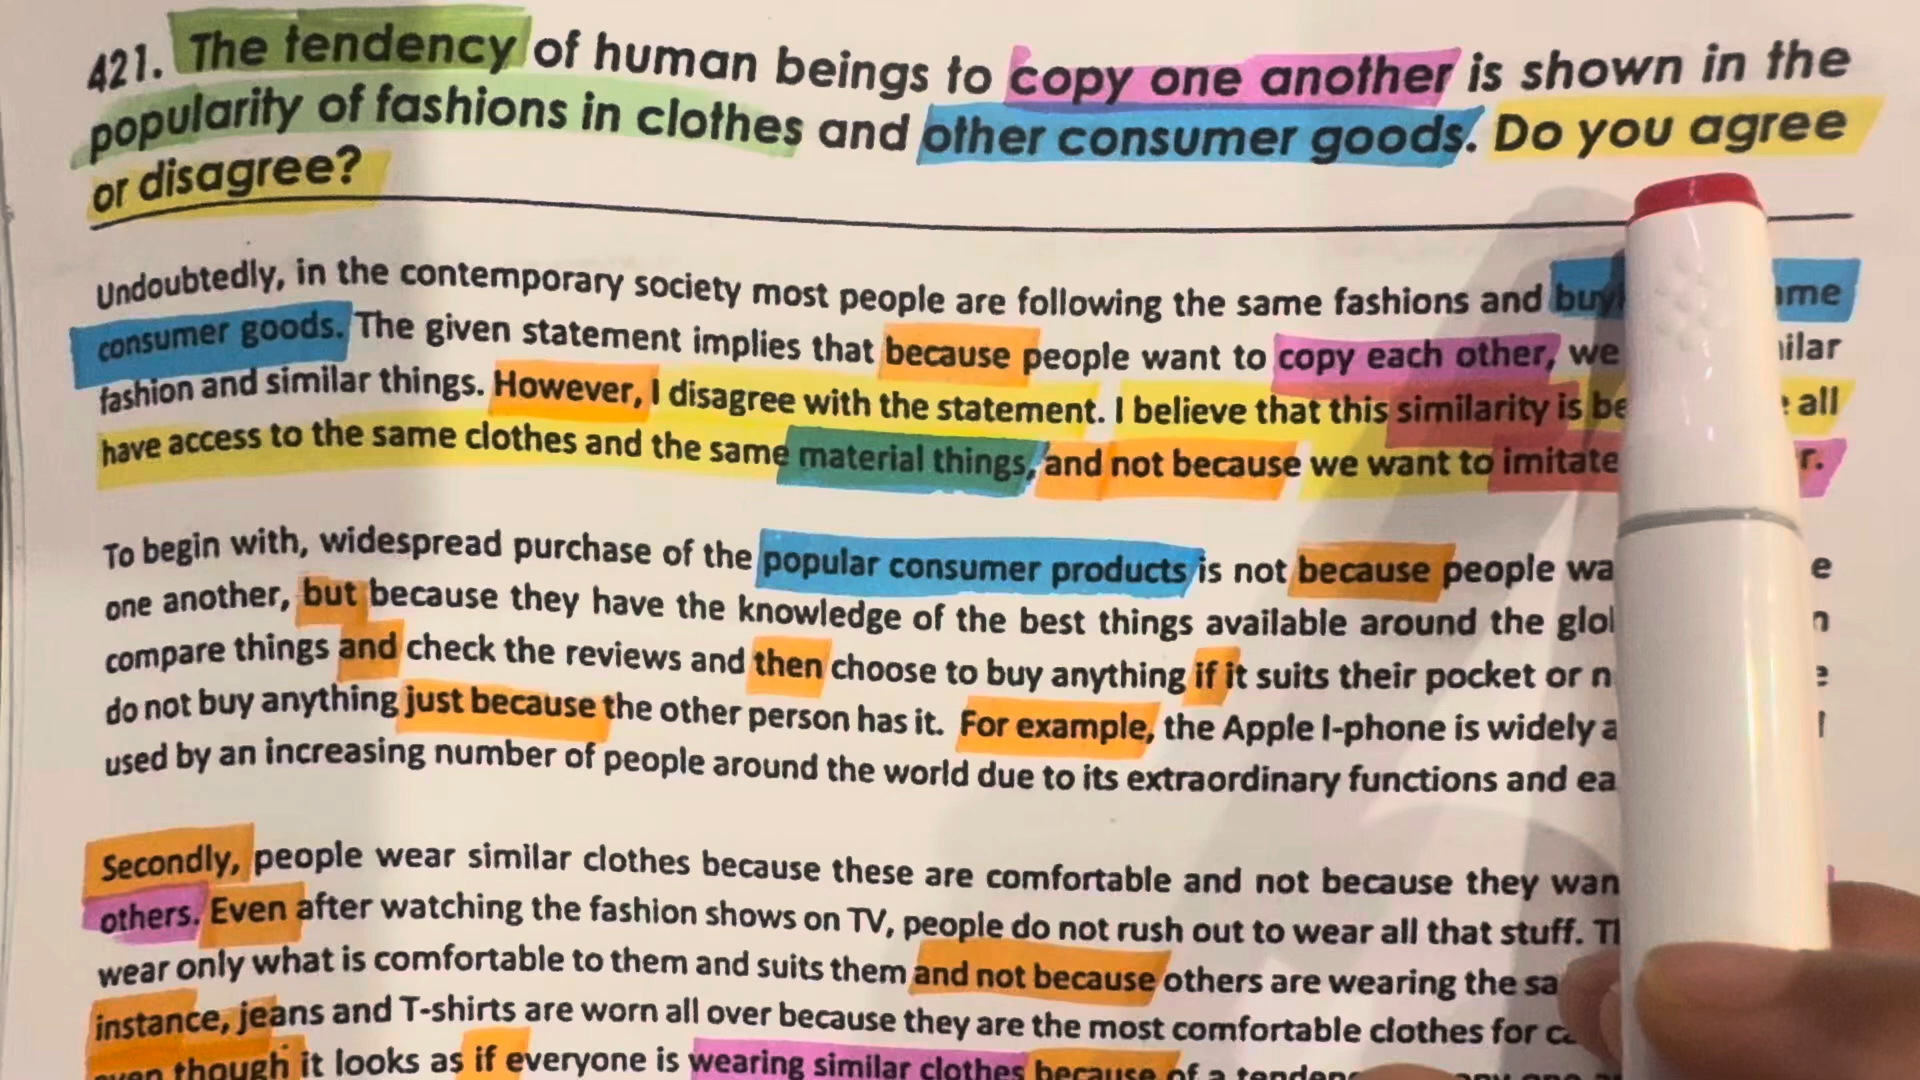 421. The tendency of human beings to copy one another is shown in the
popularity of fashions in clothes and other consumer goods. Do you agree
or disagree?
Undoubtedly, in the contemporary society most people are following the same fashions and
consumer goods. The given statement implies that because people want to copy each other, we
fashion and similar things. However, I disagree with the statement. I believe that this similarity is all
have access to the same clothes and the same material things, and not because we want to imitate
To begin with, widespread purchase of the popular consumer products is not because people
one another, but because they have the knowledge of the best things available around the
compare things and check the reviews and then choose to buy anything if it suits their pocket or
do not buy anything just because the other person has it. For example, the Apple I-phone is widely
used by an increasing number of people around the world due to its extraordinary functions and
Secondly, people wear similar clothes because these are comfortable and not because they
others. Even after watching the fashion shows on TV, people do not rush out to wear all that stuff.
wear only what is comfortable to them and suits them and not because others are wearing the
instance, jeans and T-shirts are worn all over because they are the most comfortable clothes for
even though it looks as if everyone is wearing similar clothes because of a